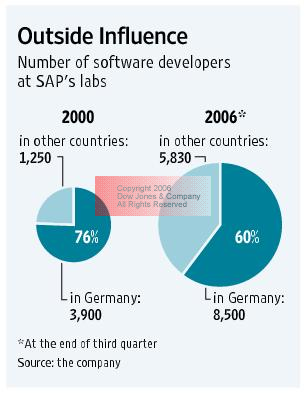 Outside Influence
Number of software developers
at SAP's labs
2000
in other countries:
1,250
76%
in Germany:
3,900
2006*
in other countries:
5,830
60%
in Germany:
8,500
Copyright 2006
Dow Jones & Company
All Rights Reserved
*At the end of third quarter
Source: the company